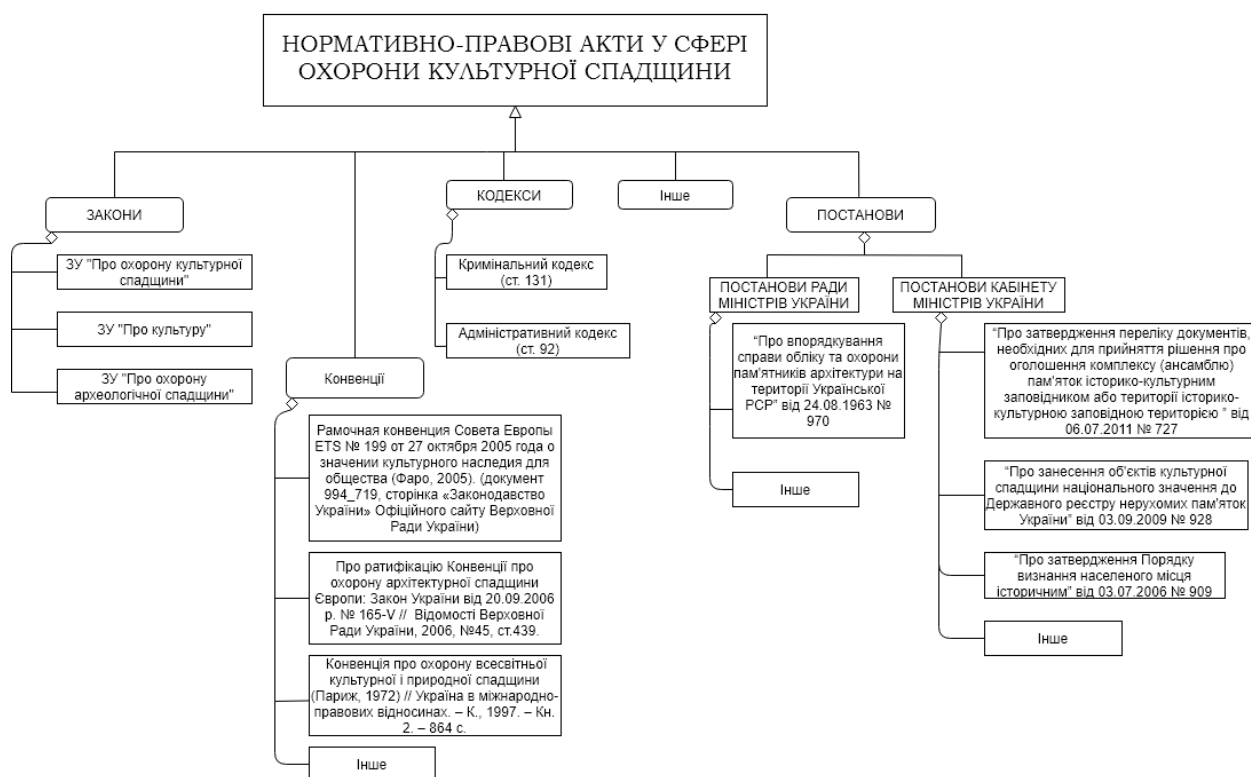 НОРМАТИВНО-ПРАВОВІ АКТИ У СФЕРІ
ОХОРОНИ КУЛЬТУРНОЇ СПАДЩИНИ
ЗАКОНИ
ЗУ "Про охорону культурної
спадщини"
ЗУ "Про культуру"
ЗУ "Про охорону
археологічної спадщини"
Конвенції
Рамочная конвенция Совета Европы
ETS № 199 от 27 октября 2005 года о
значении культурного наследия для
общества (Фаро, 2005). (документ
994_719, сторінка «Законодавство
України» Офіційного сайту Верховної
Ради України)
Про ратифікацію Конвенції про
охорону архітектурної спадщини
Європи: Закон України від 20.09.2006
р. № 165-V // Відомості Верховної
Ради України, 2006, №45, ст.439.
Конвенція про охорону всесвітньої
культурної і природної спадщини
(Париж, 1972) // Україна в міжнародно-
правових відносинах. – К., 1997. – Кн.
2. – 864 с.
Інше
КОДЕКСИ
Кримінальний кодекс
(ст. 131)
Адміністративний кодекс
(ст. 92)
Інше
ПОСТАНОВИ
ПОСТАНОВИ РАДИ
МІНІСТРІВ УКРАЇНИ
“Про впорядкування
справи обліку та охорони
пам'ятників архітектури на
території Української
РСР” від 24.08.1963 №
970
Інше
ПОСТАНОВИ КАБІНЕТУ
МІНІСТРІВ УКРАЇНИ
“Про затвердження переліку документів,
необхідних для прийняття рішення про
оголошення комплексу (ансамблю)
пам'яток історико-культурним
заповідником або території історико-
культурною заповідною територією ” від
06.07.2011 № 727
“Про занесення об'єктів культурної
спадщини національного значення до
Державного реєстру нерухомих пам'яток
України” від 03.09.2009 № 928
“Про затвердження Порядку
визнання населеного місця
історичним” від 03.07.2006 № 909
Інше